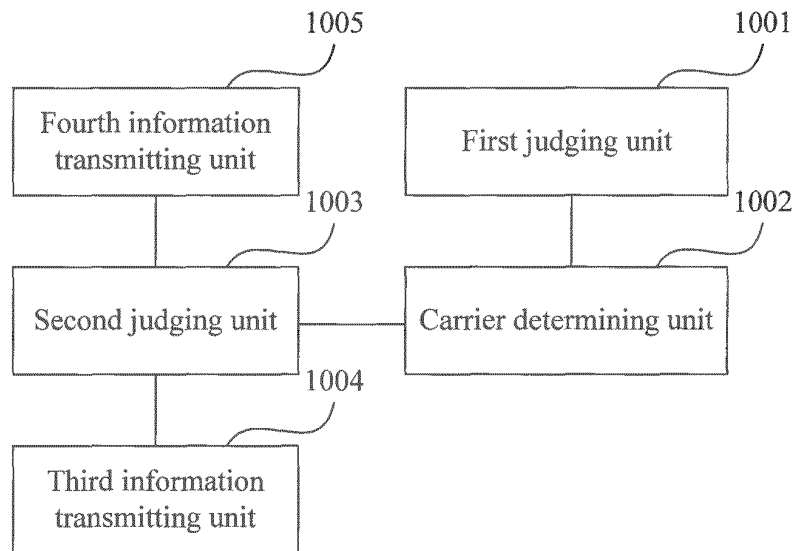 1005
1001
Fourth information
transmitting unit
First judging unit
1003
1002
Second judging unit
Carrier determining unit
1004
Third information
transmitting unit